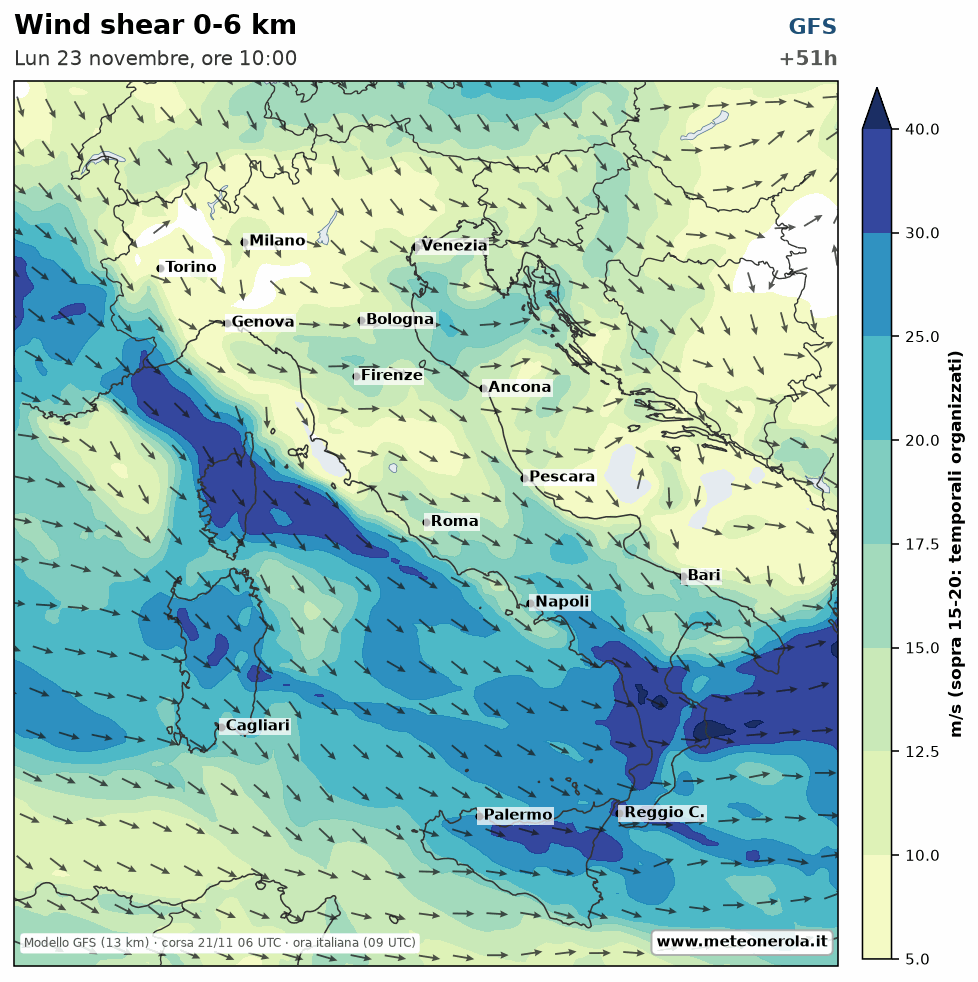 Wind shear 0-6 km
GFS
Lun 23 novembre, ore 10:00
+51h
Milano
Venezia
Torino
Genova
Bologna
Firenze
Ancona
Pescara
Roma
Bari
Napoli
Cagliari
Palermo
Reggio C.
40.0
30.0
25.0
20.0
17.5
15.0
12.5
10.0
5.0
m/s (sopra 15-20: temporali organizzati)
Modello GFS (13 km) · corsa 21/11 06 UTC · ora italiana (09 UTC)
www.meteonerola.it